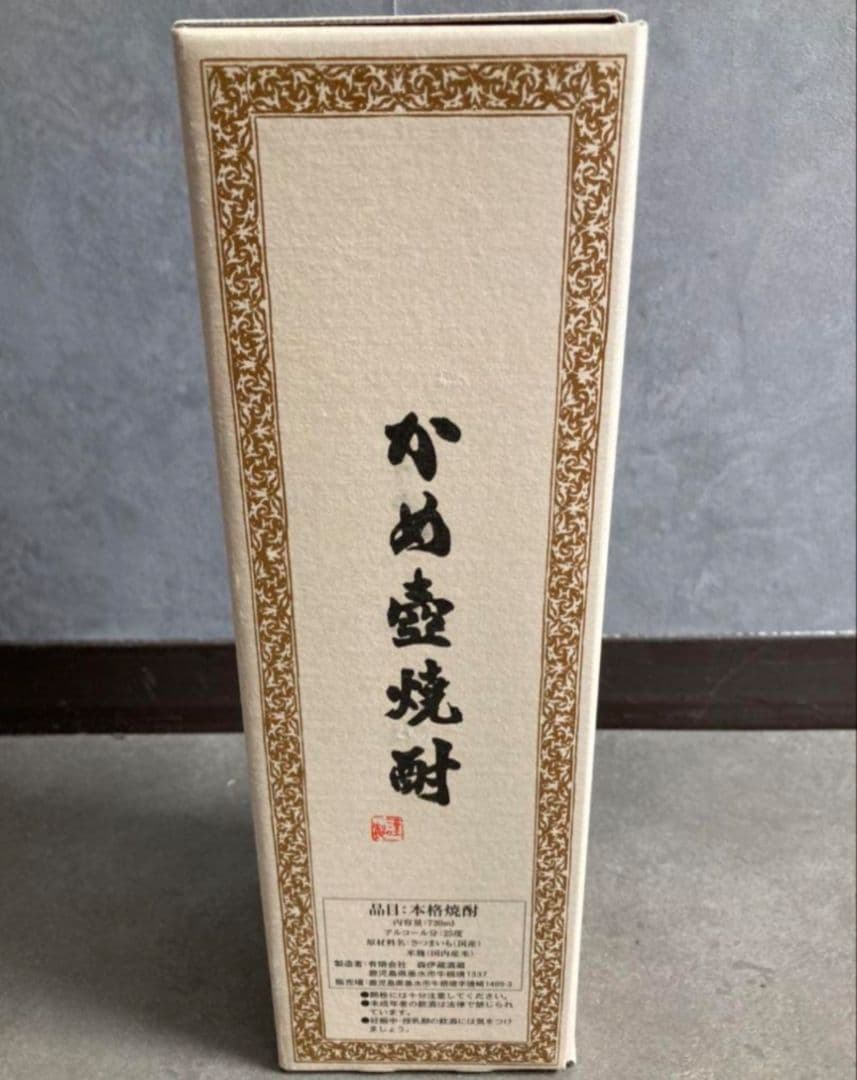 かめ壺焼酎
品目:本格焼酎
内容量:720ml
アルコール分:25度
原材料名:さつまいも(国産)
米麹(国内産米)
製造者:有限会社 森伊蔵酒造
鹿児島県垂水市牛根境1337
販売場:鹿児島県垂水市牛根境字後崎1489-3
●開栓には十分注意してください。
●未成年者の飲酒は法律で禁じられ
ています。
●妊娠中・授乳期の飲酒には気をつけ
ましょう。